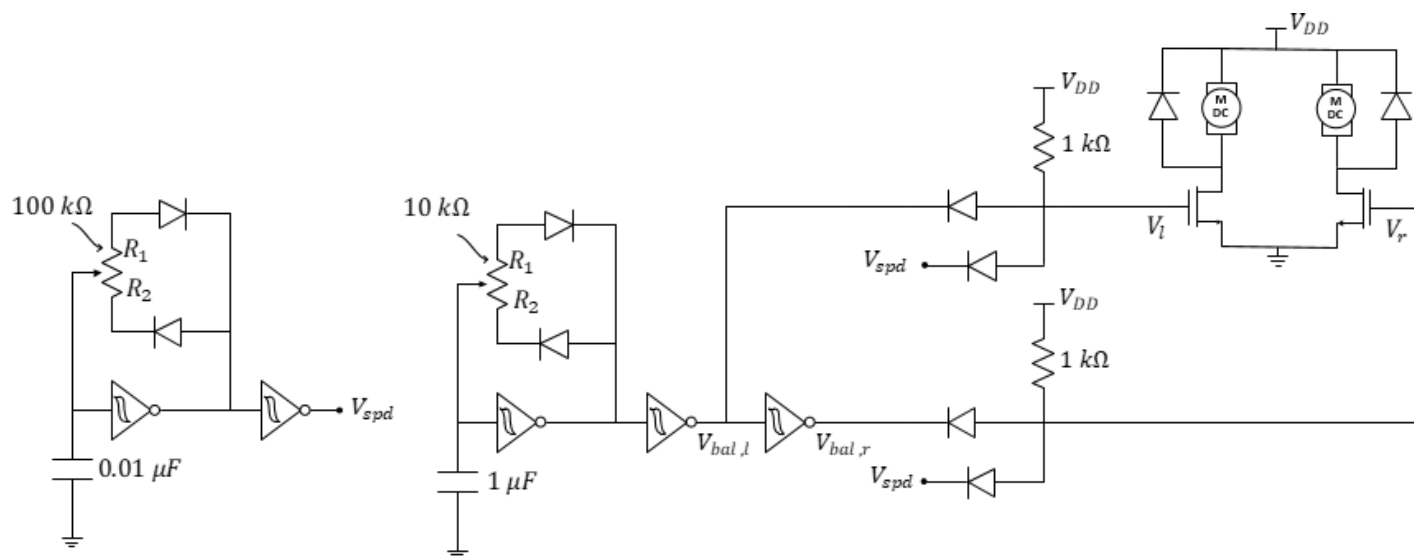 V_DD
M
DC
M
DC
V_DD
1 kΩ
V_l
V_r
100 kΩ
R_1
R_2
10 kΩ
R_1
R_2
V_spd
V_DD
1 kΩ
V_spd
V_bal,l
V_bal,r
V_spd
0.01 μF
1 μF